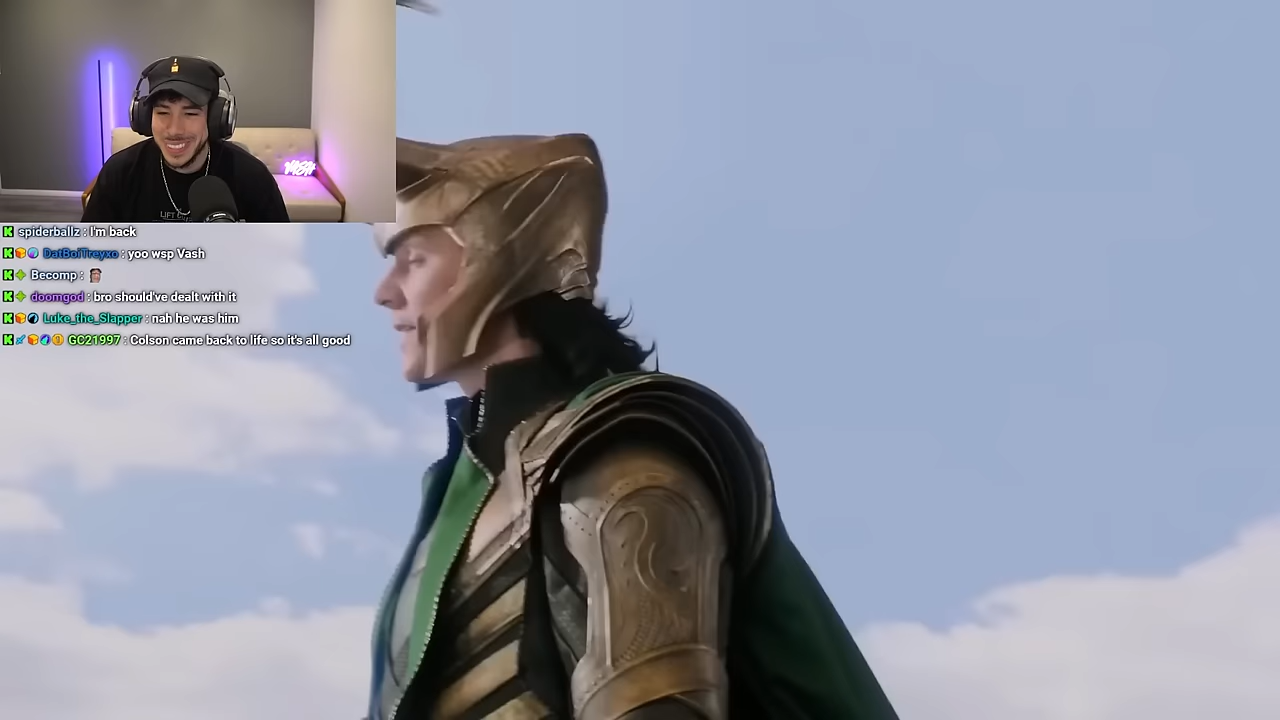 LIFT
spiderballz : I'm back
DatBoiTreyxo : yoo wsp Vash
Becomp :
doomgod : bro should've dealt with it
Luke_the_Slapper : nah he was him
GC21997 : Colson came back to life so it's all good